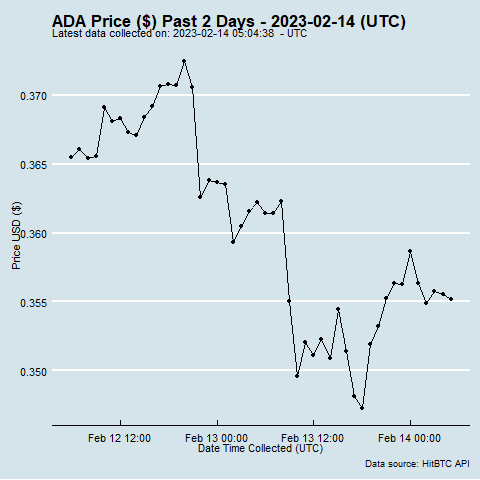 ADA Price ($) Past 2 Days - 2023-02-14 (UTC)
Latest data collected on: 2023-02-14 05:04:38 - UTC
0.370
0.365
0.360
0.355
0.350
Price USD ($)
Feb 12 12:00 Feb 13 00:00 Feb 13 12:00 Feb 14 00:00
Date Time Collected (UTC)
Data source: HitBTC API